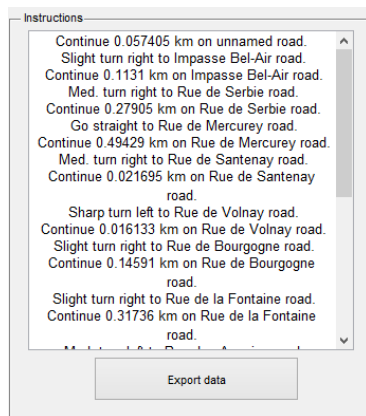 Instructions
Continue 0.057405 km on unnamed road.
Slight turn right to Impasse Bel-Air road.
Continue 0.1131 km on Impasse Bel-Air road.
Med. turn right to Rue de Serbie road.
Continue 0.27905 km on Rue de Serbie road.
Go straight to Rue de Mercurey road.
Continue 0.49429 km on Rue de Mercurey road.
Med. turn right to Rue de Santenay road.
Continue 0.021695 km on Rue de Santenay
road.
Sharp turn left to Rue de Volnay road.
Continue 0.016133 km on Rue de Volnay road.
Slight turn right to Rue de Bourgogne road.
Continue 0.14591 km on Rue de Bourgogne
road.
Slight turn right to Rue de la Fontaine road.
Continue 0.31736 km on Rue de la Fontaine
road.
Export data